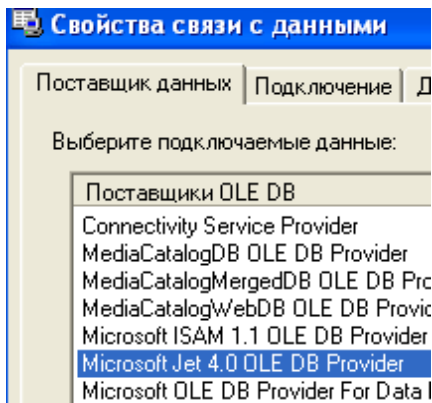 Свойства связи с данными
Поставщик данных Подключение
Выберите подключаемые данные:
Поставщики OLE DB
Connectivity Service Provider
MediaCatalogDB OLE DB Provider
MediaCatalogMergedDB OLE DB
MediaCatalogWebDB OLE DB
Microsoft ISAM 1.1 OLE DB Provider
Microsoft Jet 4.0 OLE DB Provider
Microsoft OLE DB Provider For Data